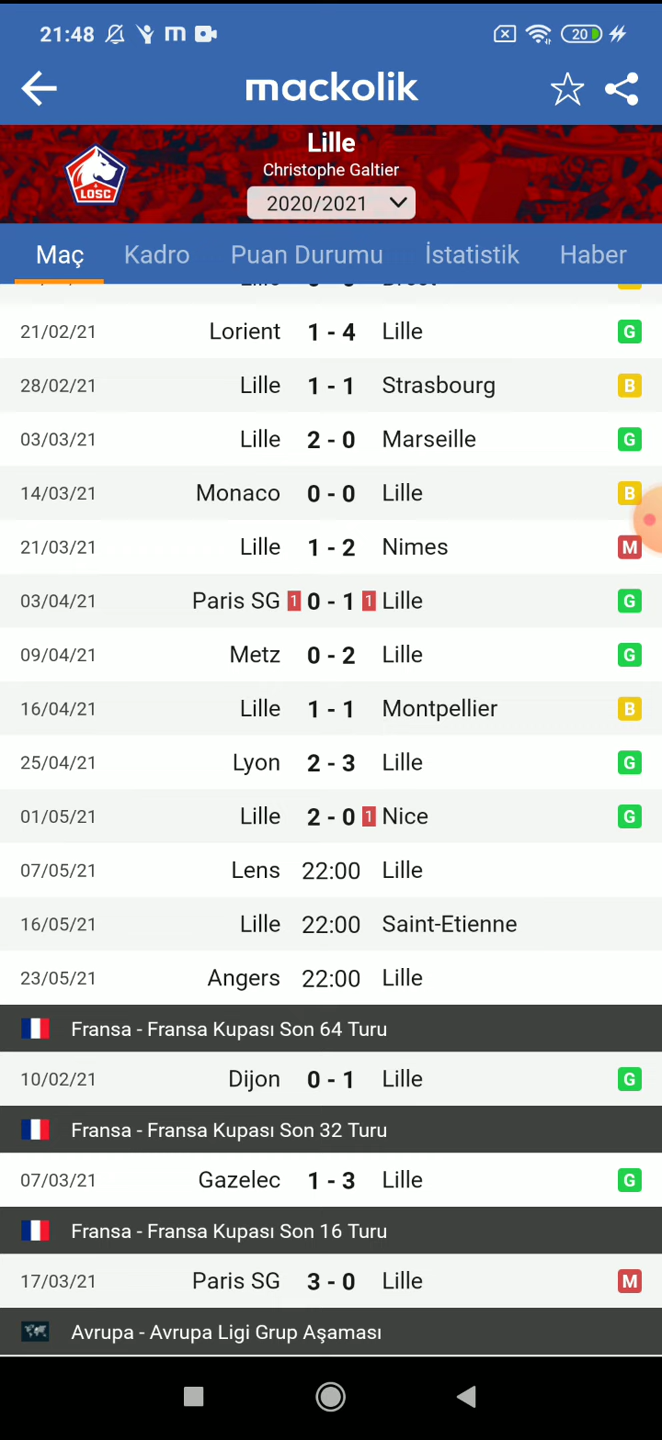 21:48 m 20
mackolik
Lille
Christophe Galtier
LOSC
2020/2021
Maç Kadro Puan Durumu İstatistik Haber
21/02/21 Lorient 1 - 4 Lille G
28/02/21 Lille 1 - 1 Strasbourg B
03/03/21 Lille 2 - 0 Marseille G
14/03/21 Monaco 0 - 0 Lille B
21/03/21 Lille 1 - 2 Nimes M
03/04/21 Paris SG 1 0 - 1 1 Lille G
09/04/21 Metz 0 - 2 Lille G
16/04/21 Lille 1 - 1 Montpellier B
25/04/21 Lyon 2 - 3 Lille G
01/05/21 Lille 2 - 0 1 Nice G
07/05/21 Lens 22:00 Lille
16/05/21 Lille 22:00 Saint-Etienne
23/05/21 Angers 22:00 Lille
Fransa - Fransa Kupası Son 64 Turu
10/02/21 Dijon 0 - 1 Lille G
Fransa - Fransa Kupası Son 32 Turu
07/03/21 Gazelec 1 - 3 Lille G
Fransa - Fransa Kupası Son 16 Turu
17/03/21 Paris SG 3 - 0 Lille M
Avrupa - Avrupa Ligi Grup Aşaması